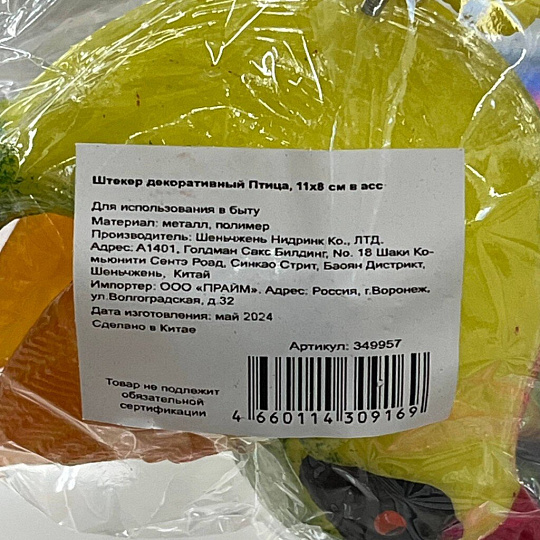 Штекер декоративный Птица, 11х8 см в асс
Для использования в быту
Материал: металл, полимер
Производитель: Шеньчжень Нидринк Ко., ЛТД.
Адрес: А1401, Голдман Сакс Билдинг, No. 18 Шаки Ко-
мьюнити Сентэ Роад, Синкао Стрит, Баоян Дистрикт,
Шеньчжень, Китай
Импортер: ООО «ПРАЙМ». Адрес: Россия, г.Воронеж,
ул.Волгоградская, д.32
Дата изготовления: май 2024
Сделано в Китае
Артикул: 349957
Товар не подлежит
обязательной
сертификации
4 660114 309169